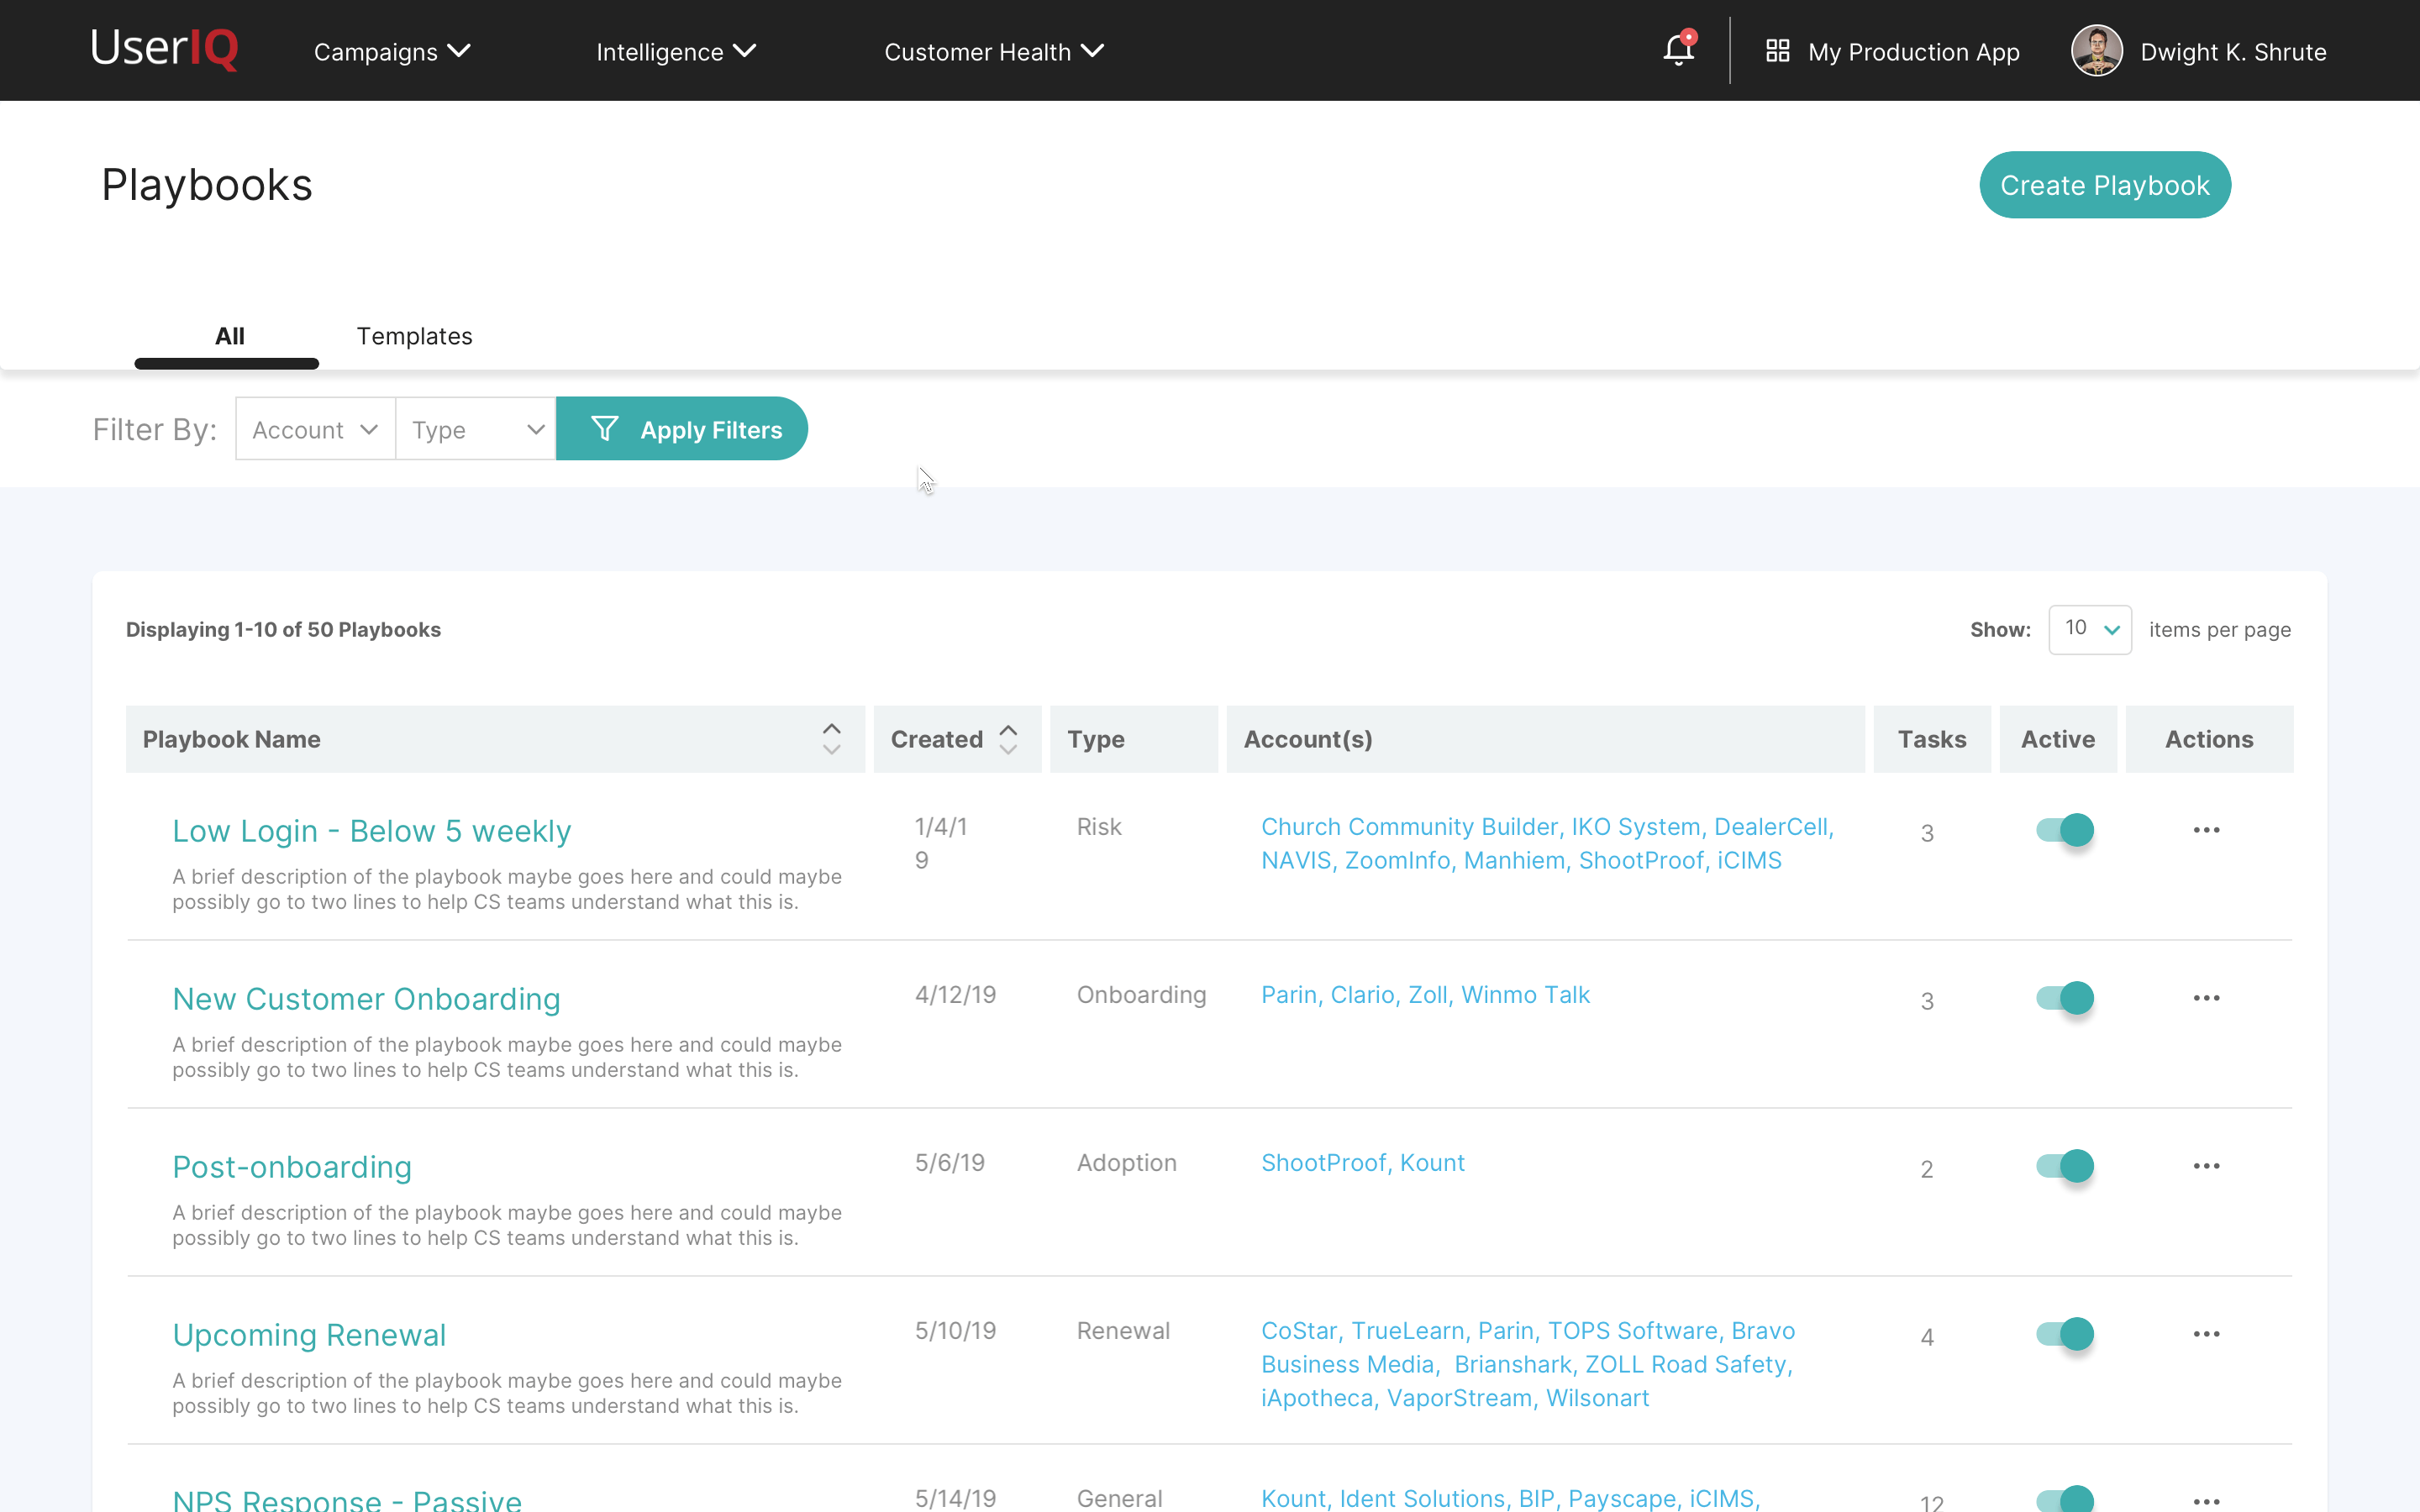 UserIQ
Campaigns
Intelligence
Customer Health
My Production App
Dwight K. Shrute
Playbooks
Create Playbook
All
Templates
Filter By:
Account
Type
Apply Filters
Displaying 1-10 of 50 Playbooks
Show:
10
items per page
Playbook Name
Created
Type
Account(s)
Tasks
Active
Actions
Low Login - Below 5 weekly
A brief description of the playbook maybe goes here and could maybe
possibly go to two lines to help CS teams understand what this is.
1/4/1
9
Risk
Church Community Builder, IKO System, DealerCell,
NAVIS, ZoomInfo, Manhiem, ShootProof, iCIMS
3
New Customer Onboarding
A brief description of the playbook maybe goes here and could maybe
possibly go to two lines to help CS teams understand what this is.
4/12/19
Onboarding
Parin, Clario, Zoll, Winmo Talk
3
Post-onboarding
A brief description of the playbook maybe goes here and could maybe
possibly go to two lines to help CS teams understand what this is.
5/6/19
Adoption
ShootProof, Kount
2
Upcoming Renewal
A brief description of the playbook maybe goes here and could maybe
possibly go to two lines to help CS teams understand what this is.
5/10/19
Renewal
CoStar, TrueLearn, Parin, TOPS Software, Bravo
Business Media, Brianshark, ZOLL Road Safety,
iApotheca, VaporStream, Wilsonart
4
NPS Response - Passive
5/14/19
General
Kount, Ident Solutions, BIP, Payscape, iCIMS,
12